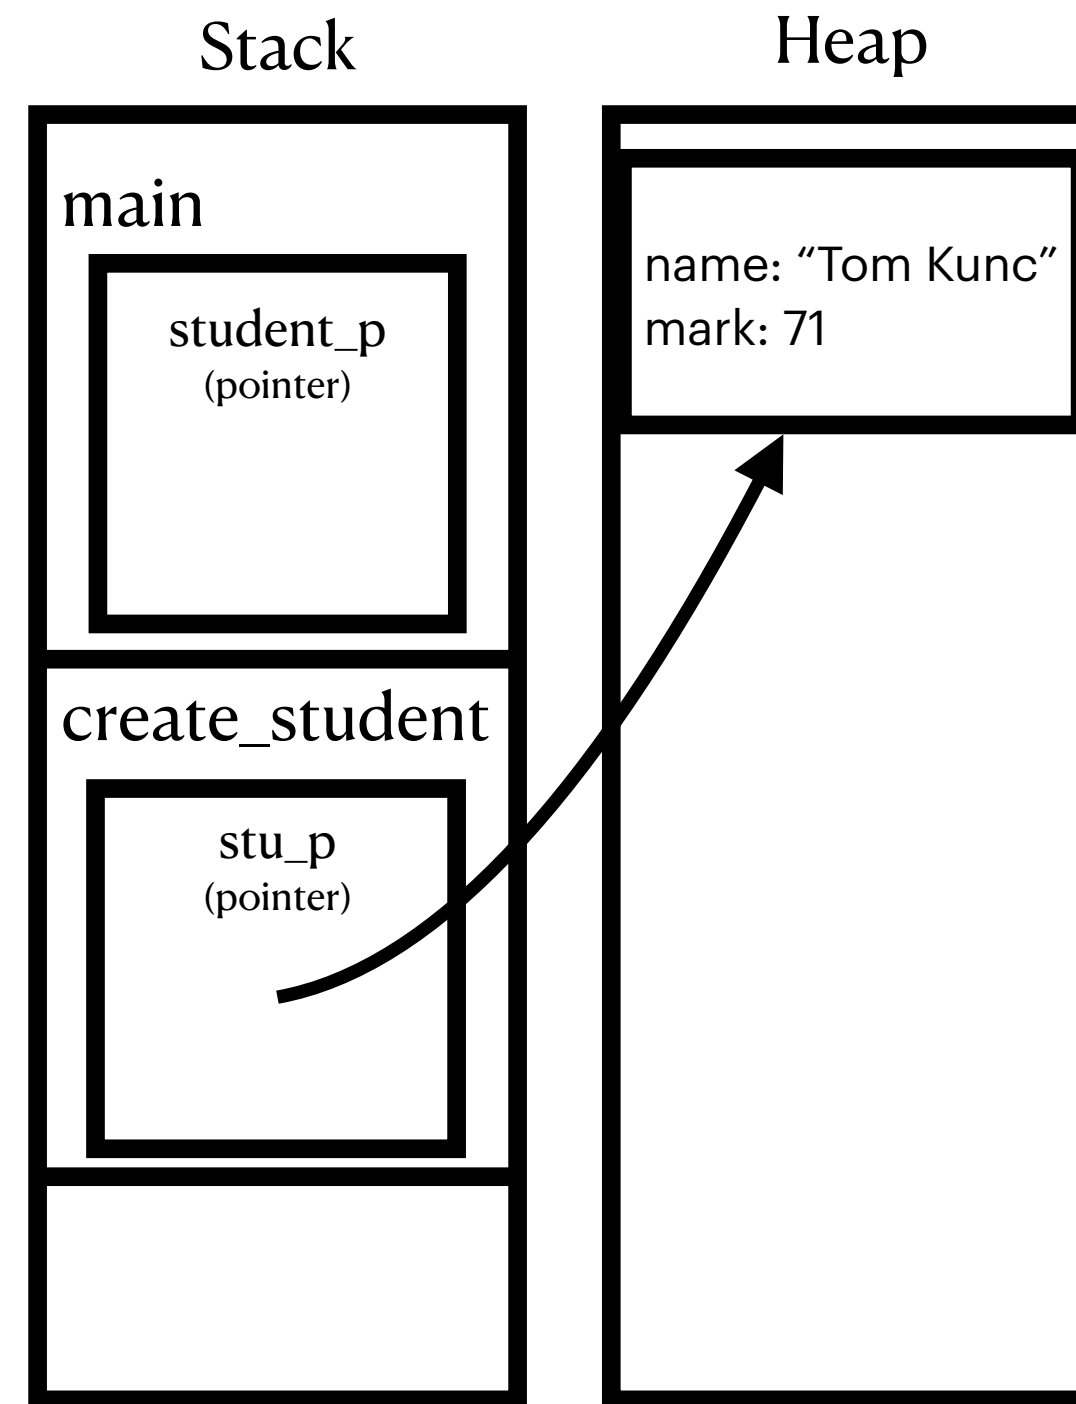 Stack
Heap
main
student_p
(pointer)
name: “Tom Kunc”
mark: 71
create_student
stu_p
(pointer)